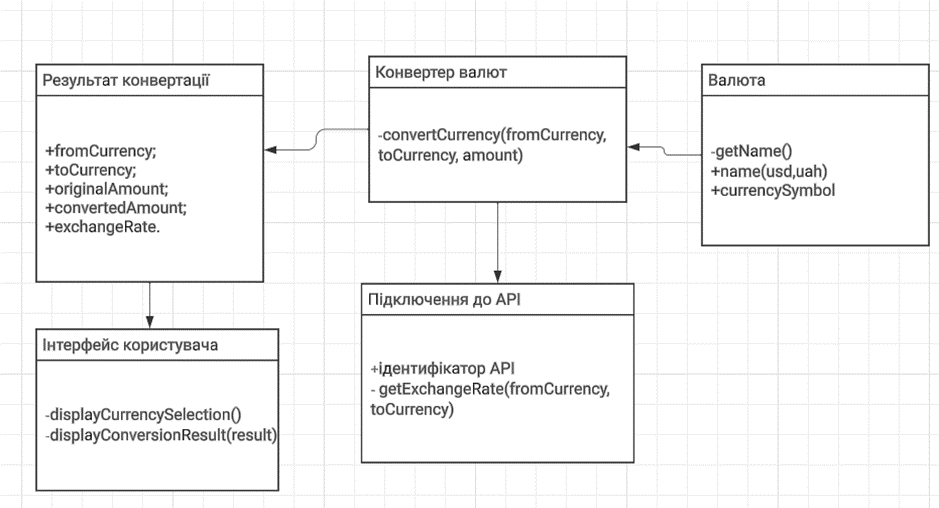 Результат конвертації
+fromCurrency;
+toCurrency;
+originalAmount;
+convertedAmount;
+exchangeRate.
Конвертер валют
-convertCurrency(fromCurrency,
toCurrency, amount)
Валюта
-getName()
+name(usd,uah)
+currencySymbol
Інтерфейс користувача
-displayCurrencySelection()
-displayConversionResult(result)
Підключення до API
+ідентифікатор API
- getExchangeRate(fromCurrency,
toCurrency)